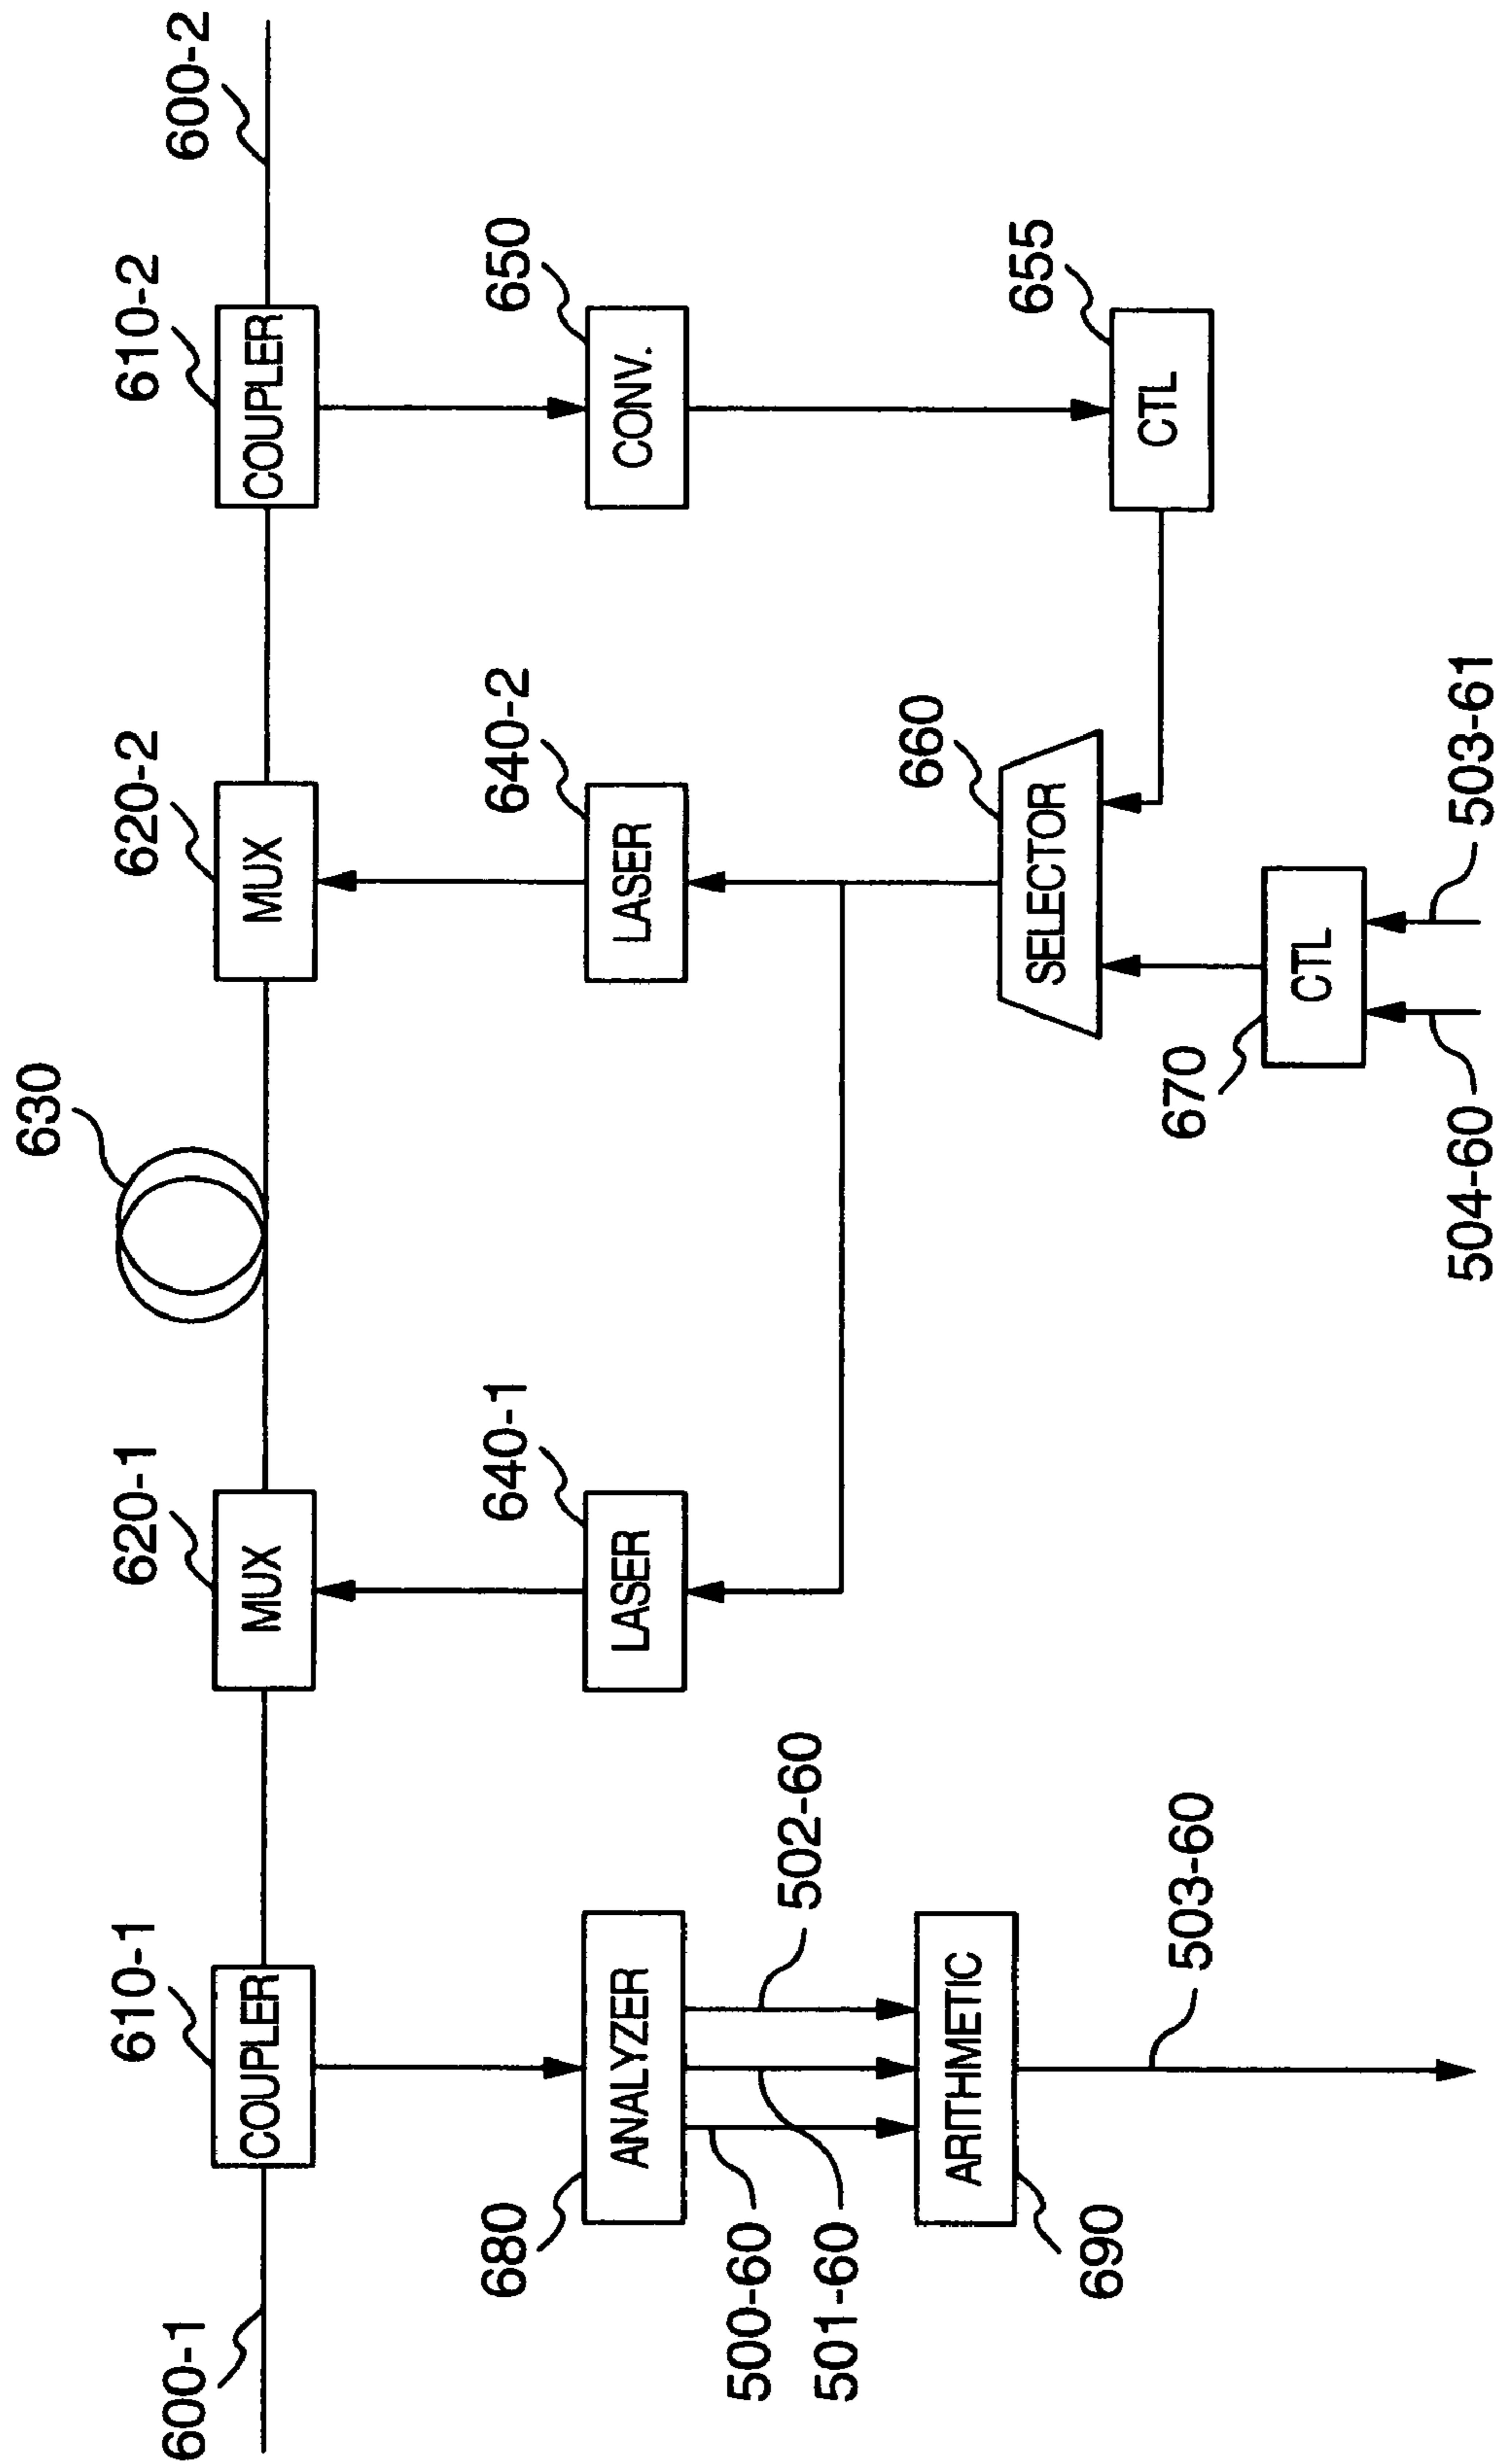 630
610-1
620-1
620-2
610-2
600-1
600-2
COUPLER
MUX
MUX
COUPLER
680
640-1
640-2
650
ANALYZER
LASER
LASER
CONV.
500-60
501-60
502-60
660
690
ARITHMETIC
SELECTOR
655
503-60
670
CTL
CTL
504-60
503-61